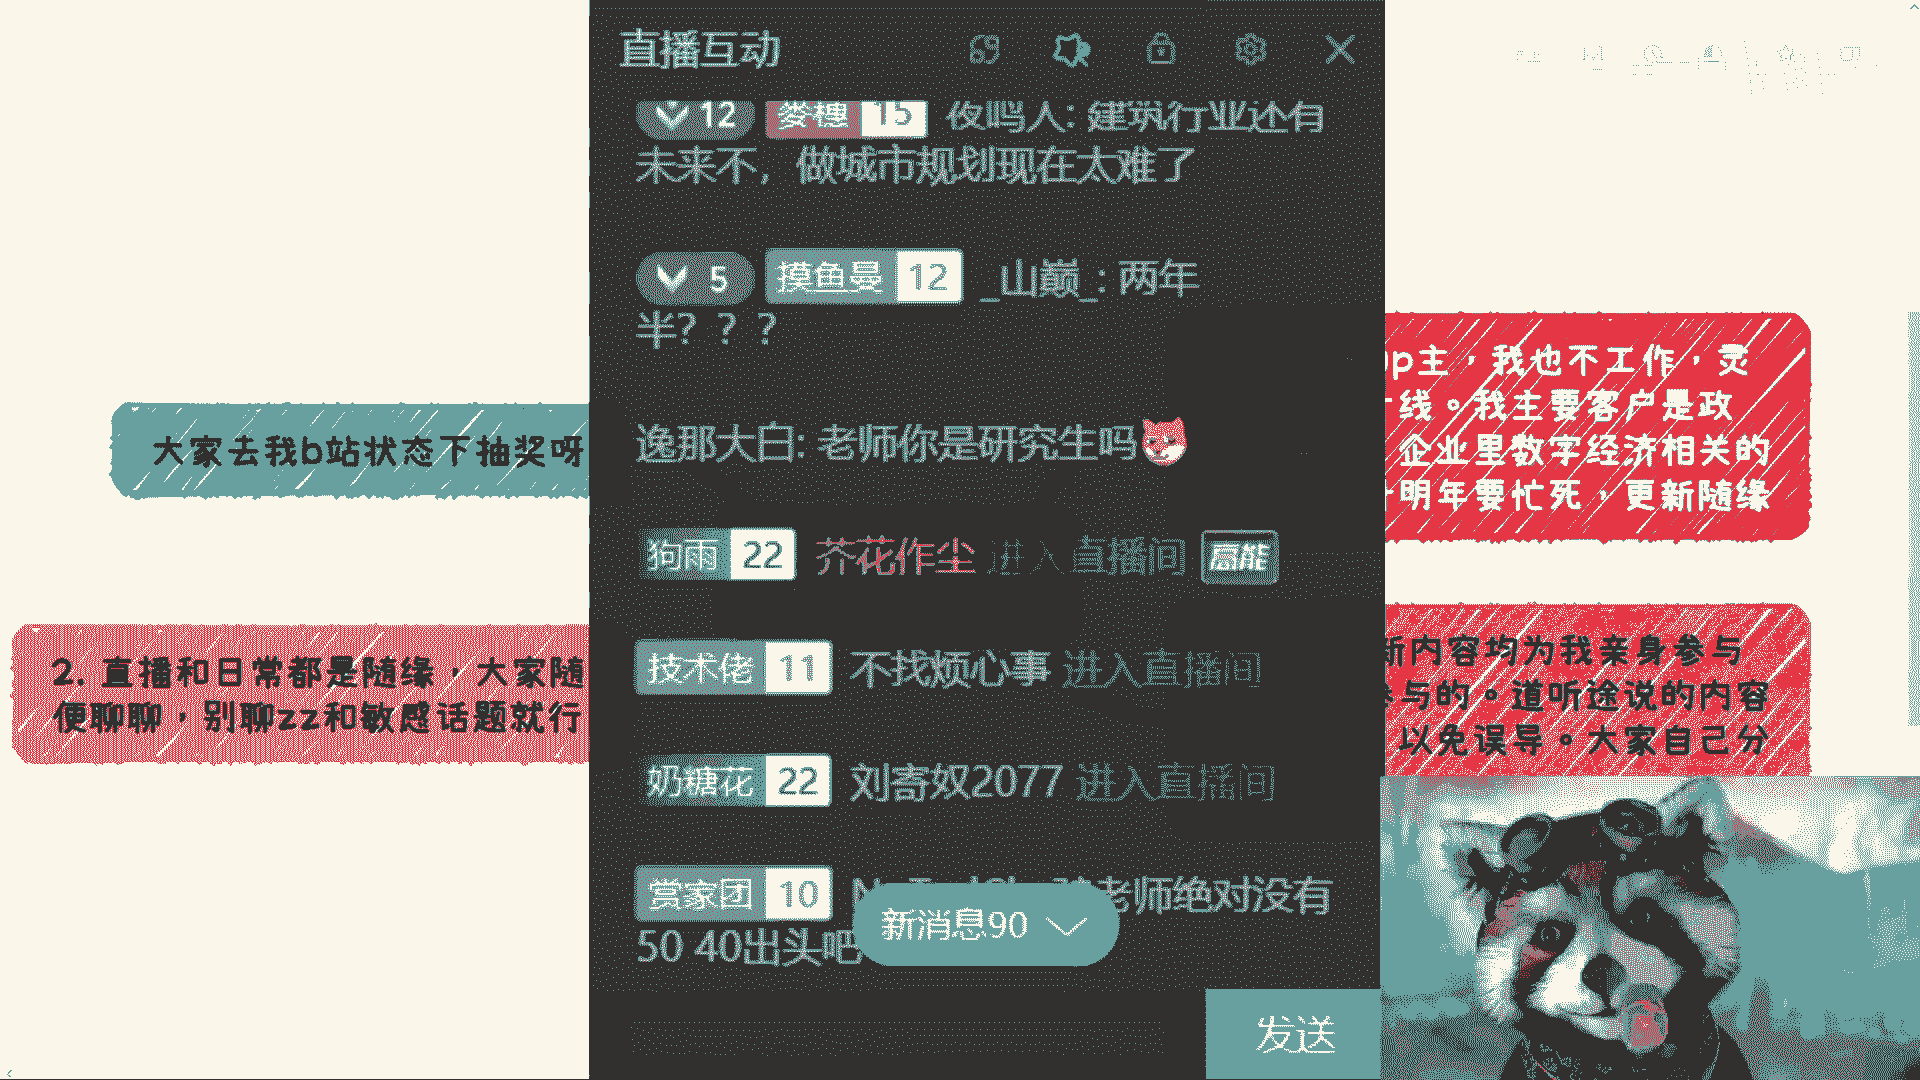 直播互动
12 娄穗 15 夜鸣人: 建筑行业还有
未来不, 做城市规划现在太难了
5 摸鱼曼 12 _山巅_: 两年
半? ? ?
逸那大白: 老师你是研究生吗
狗雨 22 芥花作尘 进入直播间 高能
技术佬 11 不找烦心事 进入直播间
奶糖花 22 刘寄奴2077 进入直播间
赏家团 10 老师绝对没有
50 40出头吧
新消息90
发送
大家去我b站状态下抽奖呀
2. 直播和日常都是随缘，大家随
便聊聊，别聊zz和敏感话题就行
p主，我也不工作，灵
线。我主要客户是政
企业里数字经济相关的
明年要忙死，更新随缘
新内容均为我亲身参与
参与的。道听途说的内容
以免误导。大家自己分